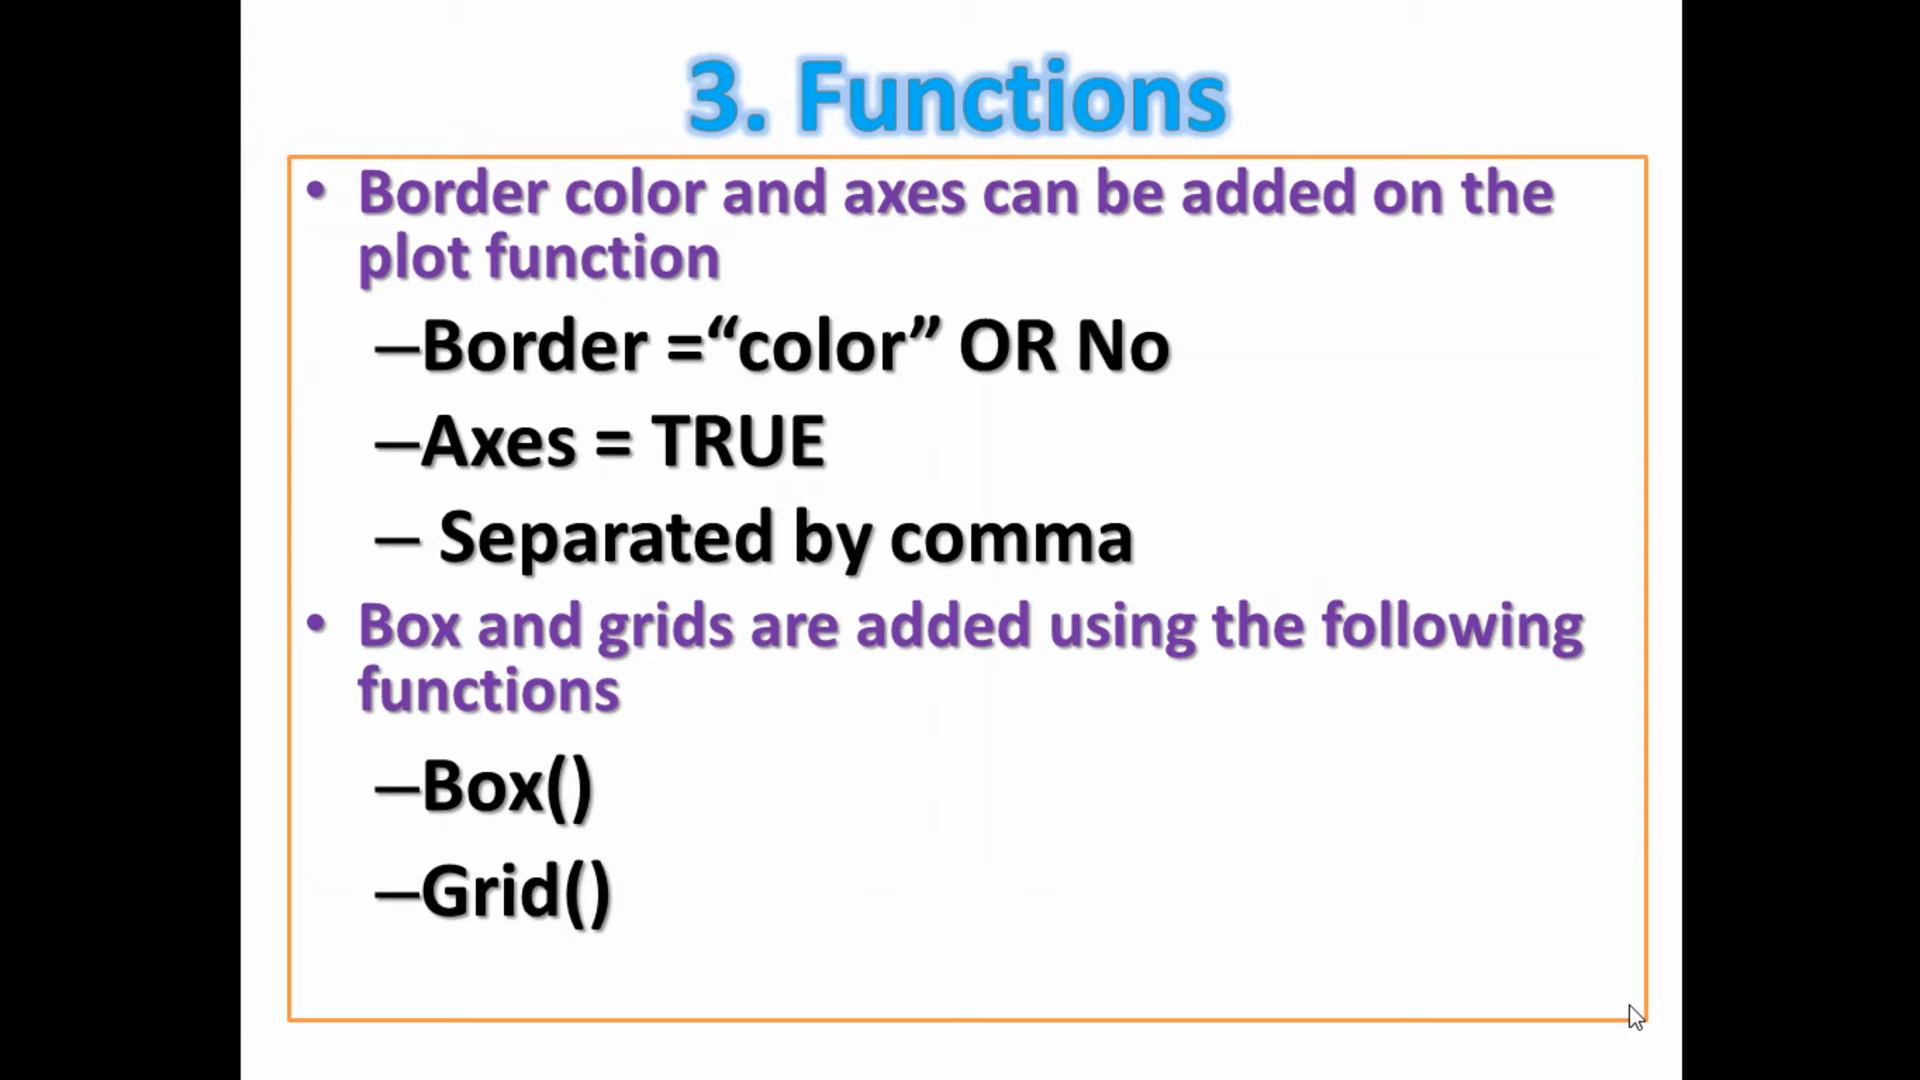 3. Functions
• Border color and axes can be added on the
plot function
–Border =“color” OR No
–Axes = TRUE
– Separated by comma
• Box and grids are added using the following
functions
–Box()
–Grid()